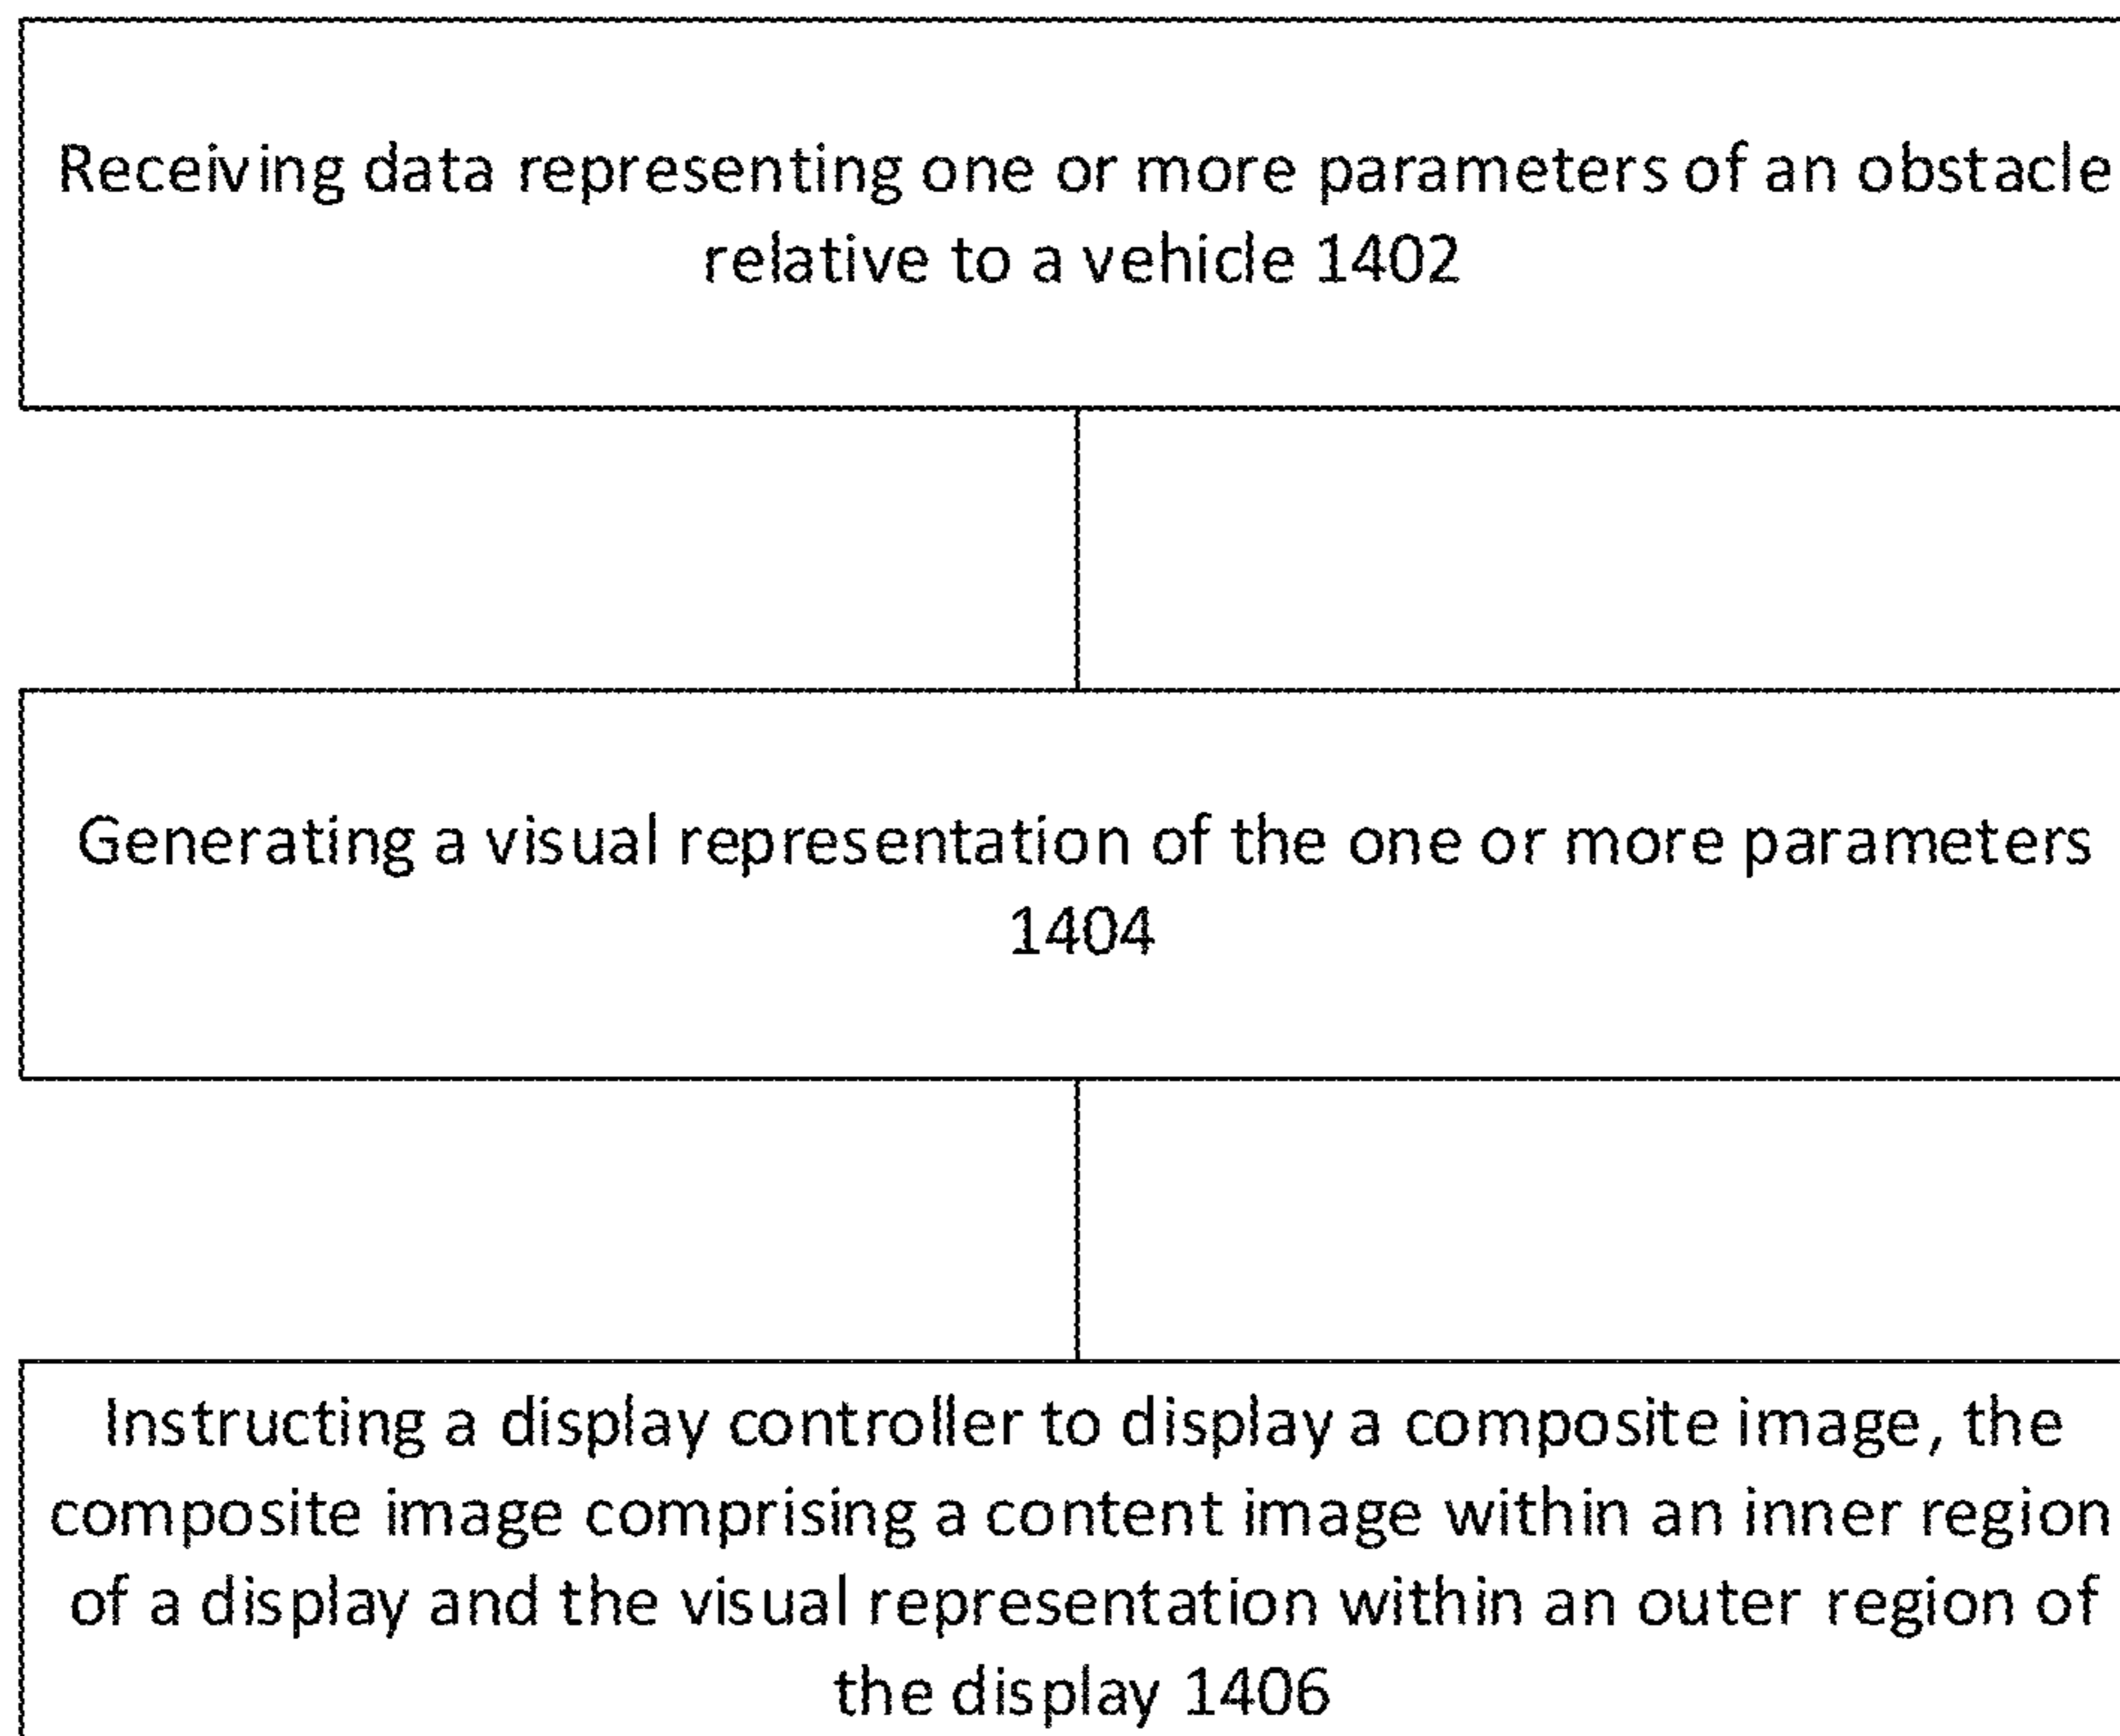 Receiving data representing one or more parameters of an obstacle
relative to a vehicle 1402
Generating a visual representation of the one or more parameters
1404
Instructing a display controller to display a composite image, the
composite image comprising a content image within an inner region
of a display and the visual representation within an outer region of
the display 1406